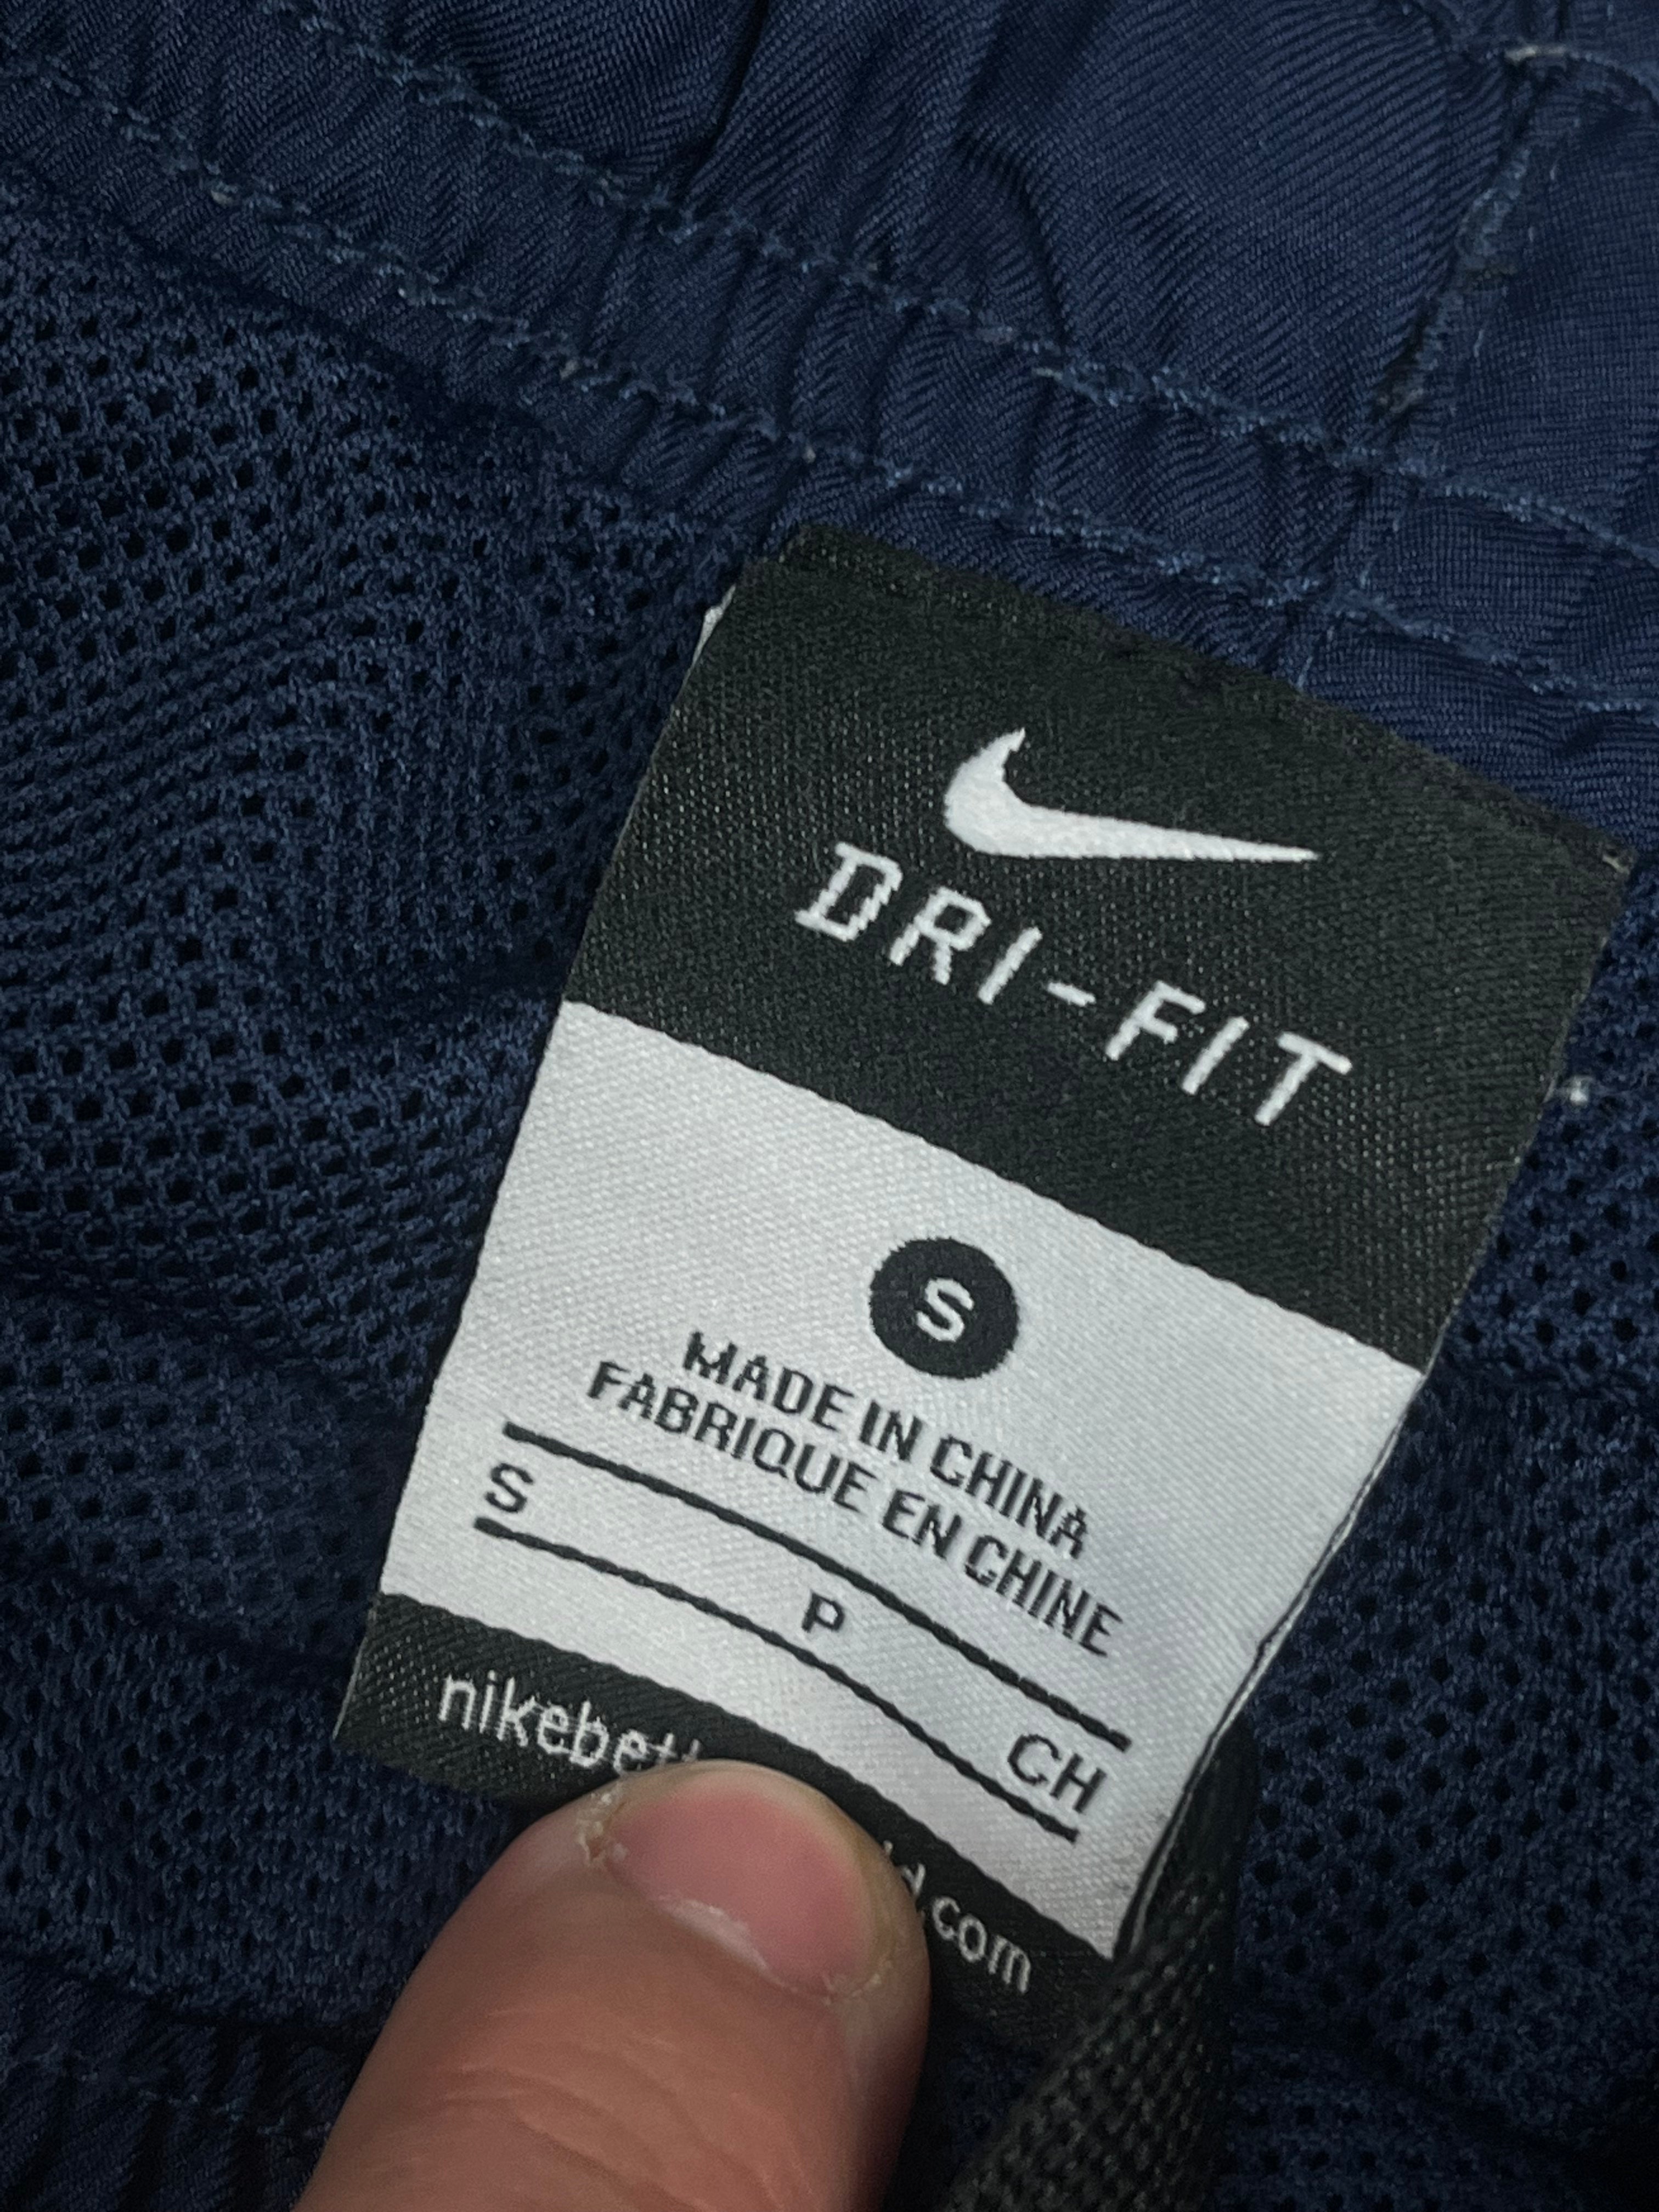 DRI-FIT
S
MADE IN CHINA
FABRIQUE EN CHINE
S P CH